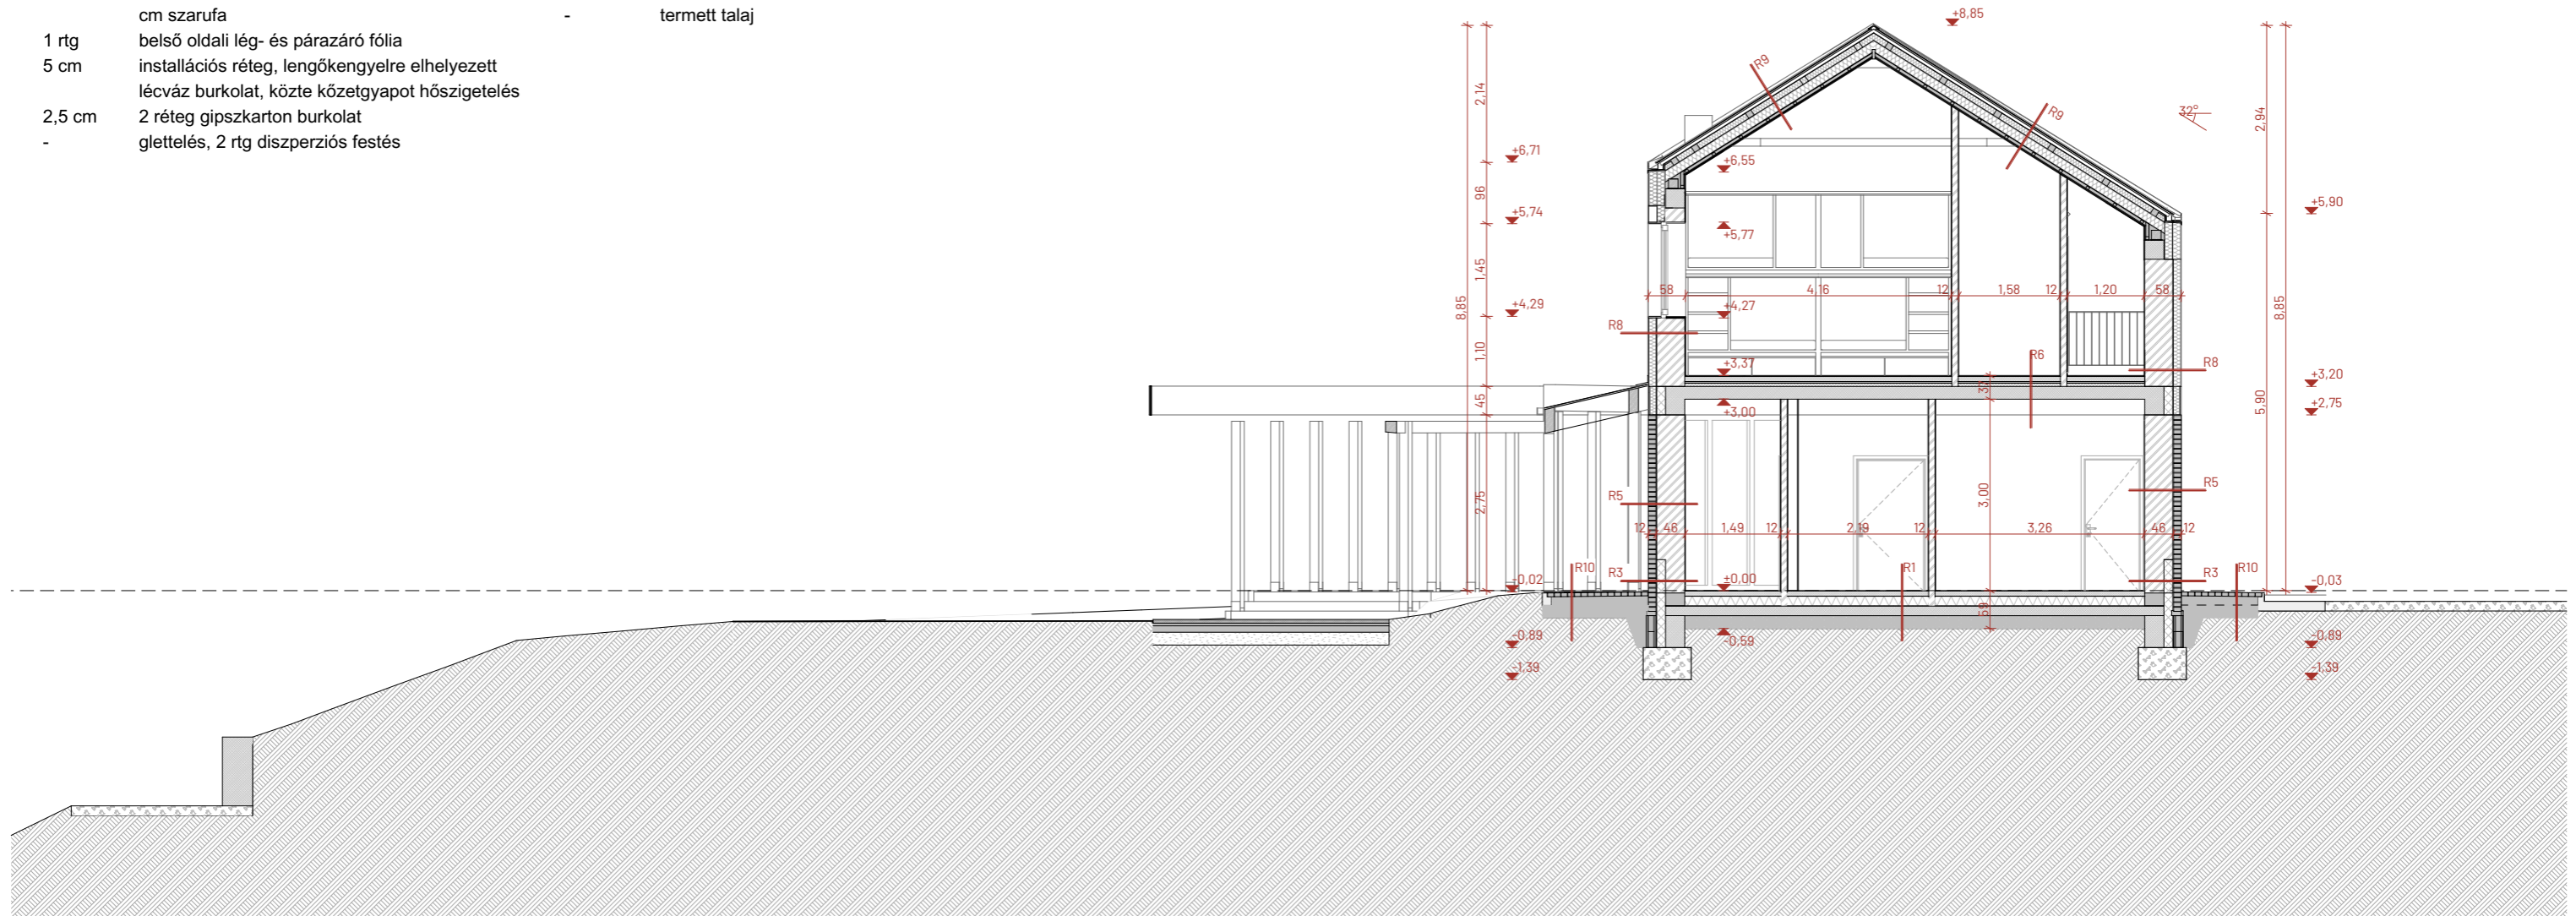 cm szarufa
- termett talaj
1 rtg belső oldali lég- és párazáró fólia
5 cm installációs réteg, lengőkengyelre elhelyezett
lécváz burkolat, közte kőzetgyapot hőszigetelés
2,5 cm 2 réteg gipszkarton burkolat
- glettelés, 2 rtg diszperziós festés
+8,85
R9
R9
32°
2,14
2,94
+6,71
+6,55
96
+5,74
+5,77
+5,90
1,45
8,85
8,85
58 4,16 12 1,58 12 1,20 58
+4,29
+4,27
R8
1,10
+3,37
R6
R8
+3,20
45
+3,00
+2,75
5,90
2,75
3,00
R5
R5
12 46 1,49 12 2,19 12 3,26 46 12
R10
R3
-0,02
±0,00
R1
R3
R10
-0,03
59
-0,59
-0,89
-0,89
-1,39
-1,39